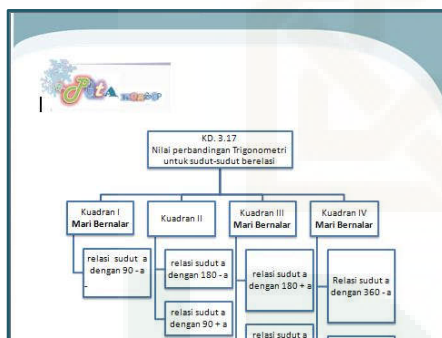 PETA KONSEP
KD. 3.17
Nilai perbandingan Trigonometri
untuk sudut-sudut berelasi
Kuadran I
Mari Bernalar
Kuadran II
Kuadran III
Mari Bernalar
Kuadran IV
Mari Bernalar
relasi sudut a
dengan 90 - a
-
relasi sudut a
dengan 180 - a
relasi sudut a
dengan 180 + a
Relasi sudut a
dengan 360 - a
relasi sudut a
dengan 90 + a
relasi sudut a